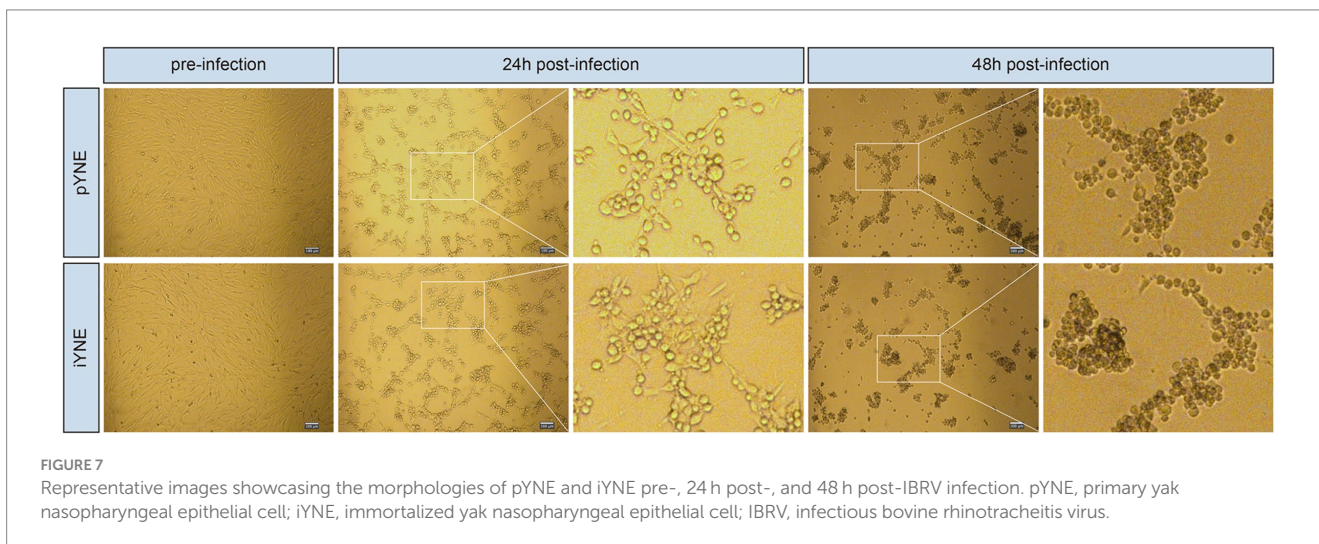 pre-infection
24h post-infection
48h post-infection
pYNE
iYNE
FIGURE 7
Representative images showcasing the morphologies of pYNE and iYNE pre-, 24 h post-, and 48 h post-IBRV infection. pYNE, primary yak
nasopharyngeal epithelial cell; iYNE, immortalized yak nasopharyngeal epithelial cell; IBRV, infectious bovine rhinotracheitis virus.